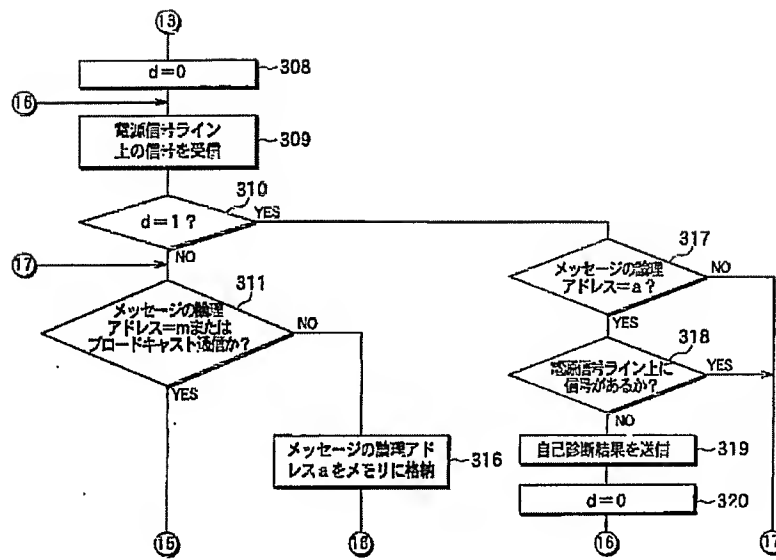 ⑬
d=0
308
⑯
電源信号ライン
上の信号を受信
309
310
d=1？
YES
NO
⑰
311
メッセージの論理
アドレス=mまたは
ブロードキャスト送信か？
NO
YES
317
メッセージの論理
アドレス=a？
NO
YES
318
電源信号ライン上に
信号があるか？
YES
NO
メッセージの論理アド
レスaをメモリに格納
316
自己診断結果を送信
319
d=0
320
⑮
⑯
⑰